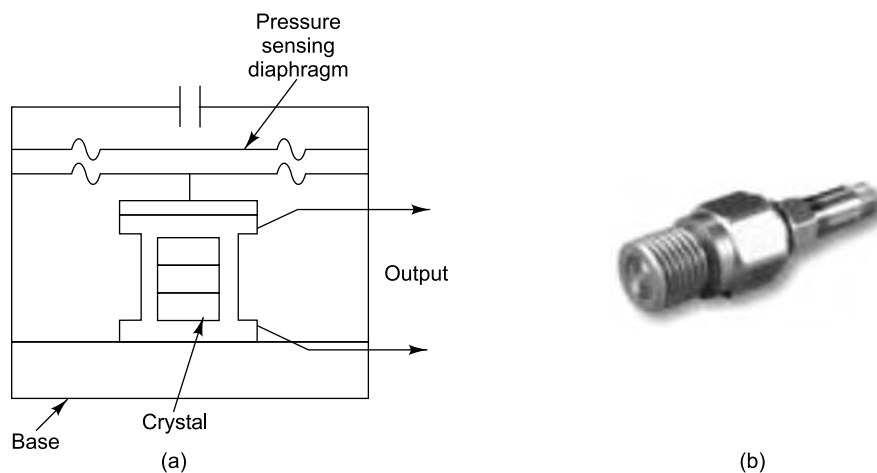 Pressure
sensing
diaphragm
Output
Crystal
Base
(a)
(b)